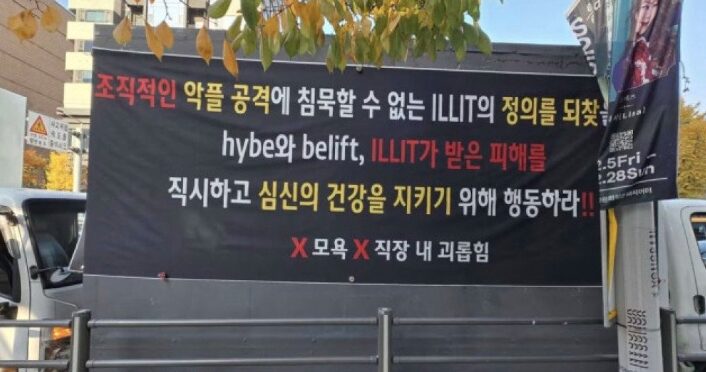 조직적인 악플 공격에 침묵할 수 없는 ILLIT의 정의를 되찾
hybe와 belift, ILLIT가 받은 피해를
직시하고 심신의 건강을 지키기 위해 행동하라!!
X 모욕 X 직장 내 괴롭힘
.5Fri –
.28Sun